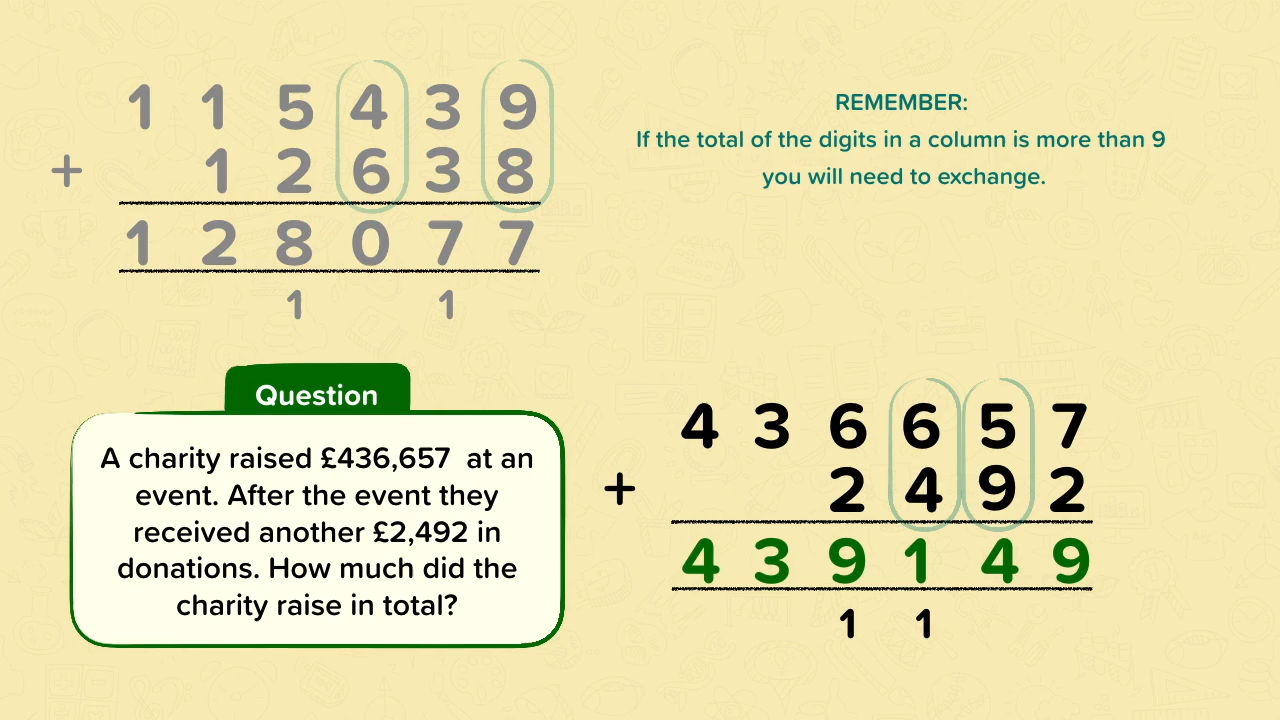 1 1 5 4 3 9
+ 1 2 6 3 8
1 2 8 0 7 7
1 1
REMEMBER:
If the total of the digits in a column is more than 9
you will need to exchange.
Question
A charity raised £436,657 at an
event. After the event they
received another £2,492 in
donations. How much did the
charity raise in total?
4 3 6 6 5 7
+ 2 4 9 2
4 3 9 1 4 9
1 1